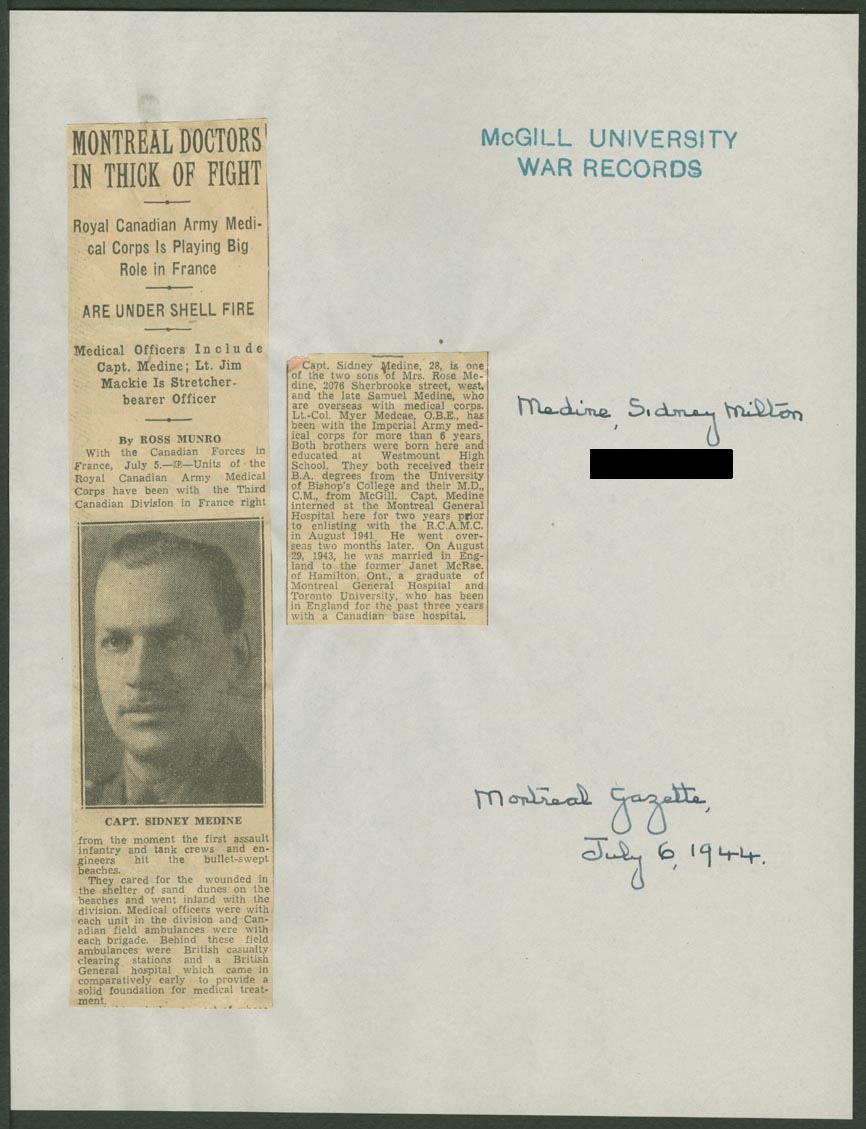 McGILL UNIVERSITY
WAR RECORDS
MONTREAL DOCTORS
IN THICK OF FIGHT
Royal Canadian Army Medi-
cal Corps Is Playing Big
Role in France
ARE UNDER SHELL FIRE
Medical Officers Include
Capt. Medine; Lt. Jim
Mackie Is Stretcher-
bearer Officer
By ROSS MUNRO
With the Canadian Forces in
France, July 5.—CP—Units of the
Royal Canadian Army Medical
Corps have been with the Third
Canadian Division in France right
CAPT. SIDNEY MEDINE
from the moment the first assault
infantry and tank crews and en-
gineers hit the bullet-swept
beaches.
They cared for the wounded in
the shelter of sand dunes on the
beaches and went inland with the
division. Medical officers were with
each unit in the division and Cana-
dian field ambulances were with
each brigade. Behind these field
ambulances were British casualty
clearing stations and a British
General hospital which came in
comparatively early to provide a
solid foundation for medical treat-
ment.
Capt. Sidney Medine, 28, is one
of the two sons of Mrs. Rose Me-
dine, 2076 Sherbrooke street, west,
and the late Samuel Medine, who
are overseas with medical corps.
Lt.-Col. Myer Medcae, O.B.E., has
been with the Imperial Army med-
ical corps for more than 6 years.
Both brothers were born here and
educated at Westmount High
School. They both received their
B.A. degrees from the University
of Bishop's College and their M.D.,
C.M., from McGill. Capt. Medine
interned at the Montreal General
Hospital here for two years prior
to enlisting with the R.C.A.M.C.
in August 1941. He went over-
seas two months later. On August
29, 1943, he was married in Eng-
land to the former Janet McRae,
of Hamilton, Ont., a graduate of
Montreal General Hospital and
Toronto University, who has been
in England for the past three years
with a Canadian base hospital.
Medine, Sidney Milton
Montreal Gazette,
July 6, 1944.